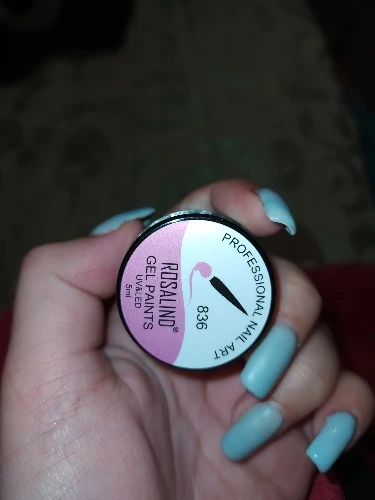 PROFESSIONAL NAIL ART
836
ROSALIND®
GEL PAINTS
UV&LED
5ml